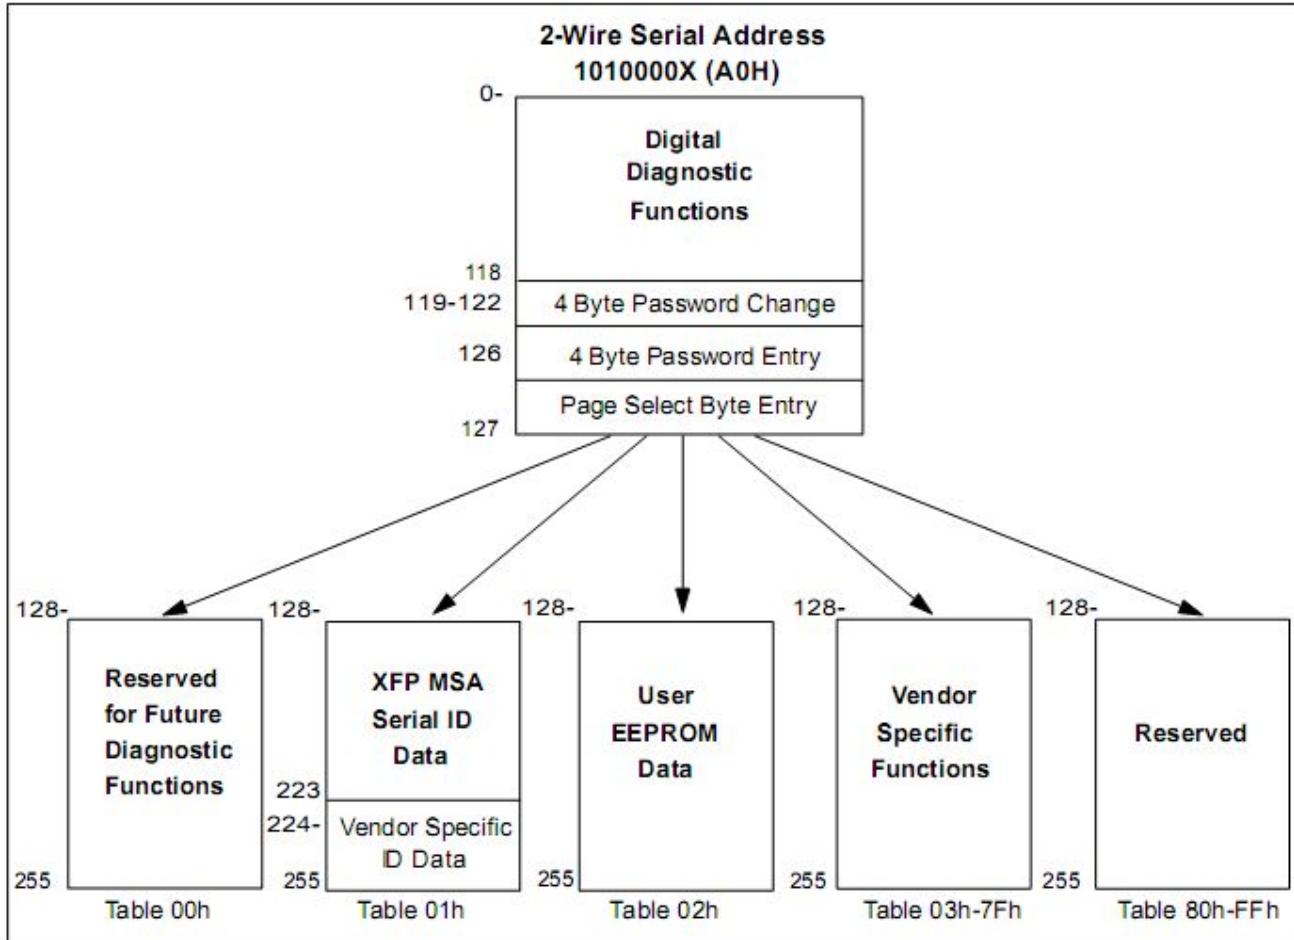 2-Wire Serial Address
1010000X (A0H)
0-
Digital
Diagnostic
Functions
118
119-122
4 Byte Password Change
126
4 Byte Password Entry
Page Select Byte Entry
127
128-
Reserved
for Future
Diagnostic
Functions
255
Table 00h
128-
XFP MSA
Serial ID
Data
223
224-
Vendor Specific
ID Data
255
Table 01h
128-
User
EEPROM
Data
255
Table 02h
128-
Vendor
Specific
Functions
255
Table 03h-7Fh
128-
Reserved
255
Table 80h-FFh